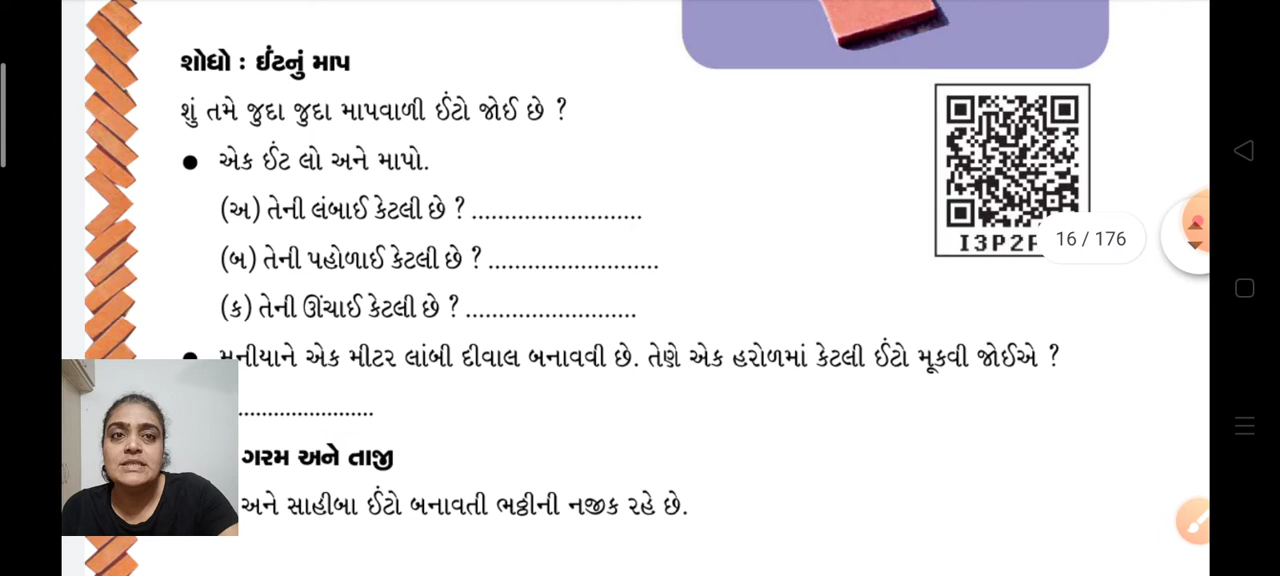 શોધો : ઈંટનું માપ
શું તમે જુદા જુદા માપવાળી ઈંટો જોઈ છે ?
● એક ઈંટ લો અને માપો.
(અ) તેની લંબાઈ કેટલી છે ? ..........................
(બ) તેની પહોળાઈ કેટલી છે ? ..........................
(ક) તેની ઊંચાઈ કેટલી છે ? ..........................
I3P2
16 / 176
● મુનીયાને એક મીટર લાંબી દીવાલ બનાવવી છે. તેણે એક હરોળમાં કેટલી ઈંટો મૂકવી જોઈએ ?
.....................
ગરમ અને તાજી
અને સાહીબા ઈંટો બનાવતી ભઠ્ઠીની નજીક રહે છે.